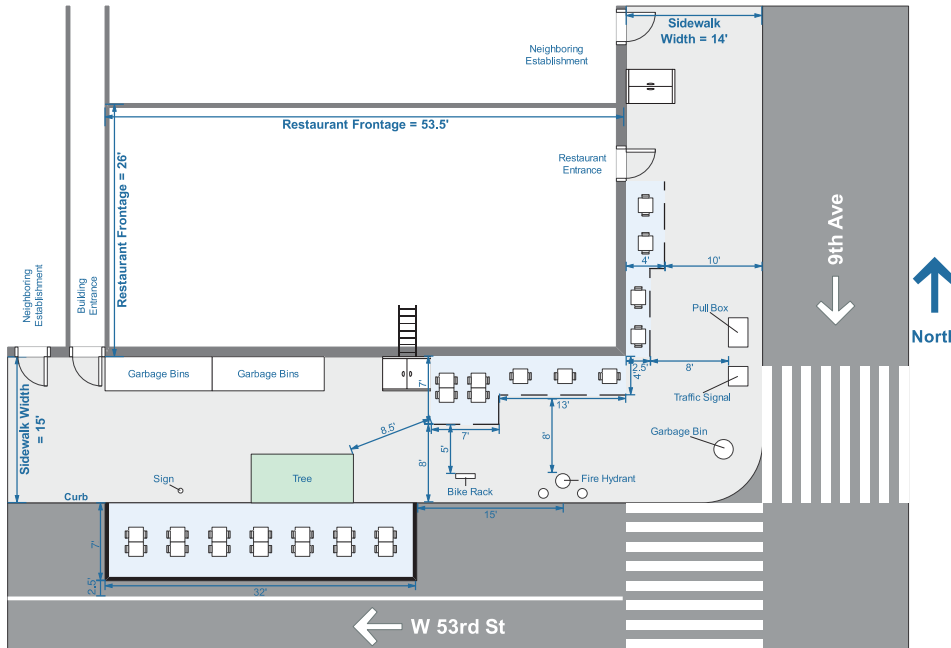 Sidewalk
Width = 14'
Neighboring
Establishment
Restaurant Frontage = 53.5'
Restaurant Frontage = 26'
Restaurant
Entrance
9th Ave
North
Neighboring
Establishment
Building
Entrance
4'
10'
Pull Box
2.5'
8'
4'
Traffic Signal
Garbage Bins
Garbage Bins
7'
13'
7'
8.5'
Sidewalk Width
= 15'
8'
5'
8'
Garbage Bin
Sign
Tree
Bike Rack
Fire Hydrant
Curb
15'
7'
2.5'
32'
W 53rd St